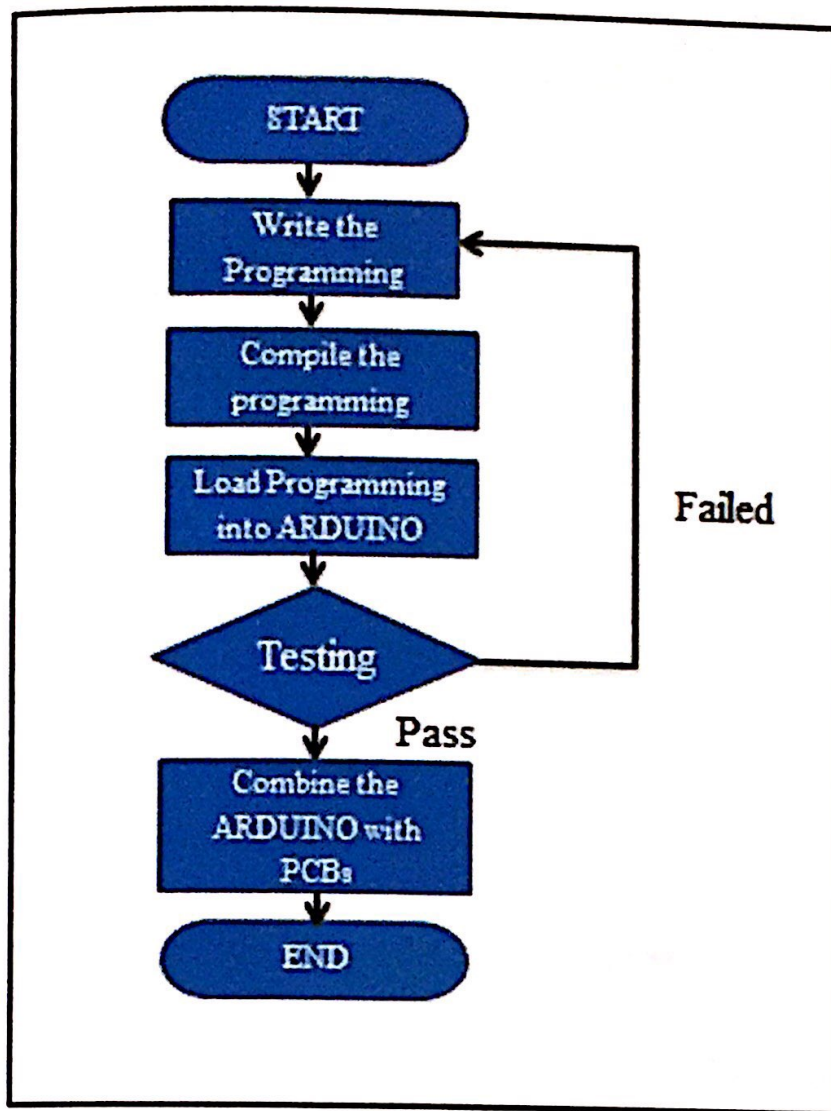 START
Write the
Programming
Compile the
programming
Load Programming
into ARDUINO
Failed
Testing
Pass
Combine the
ARDUINO with
PCBs
END